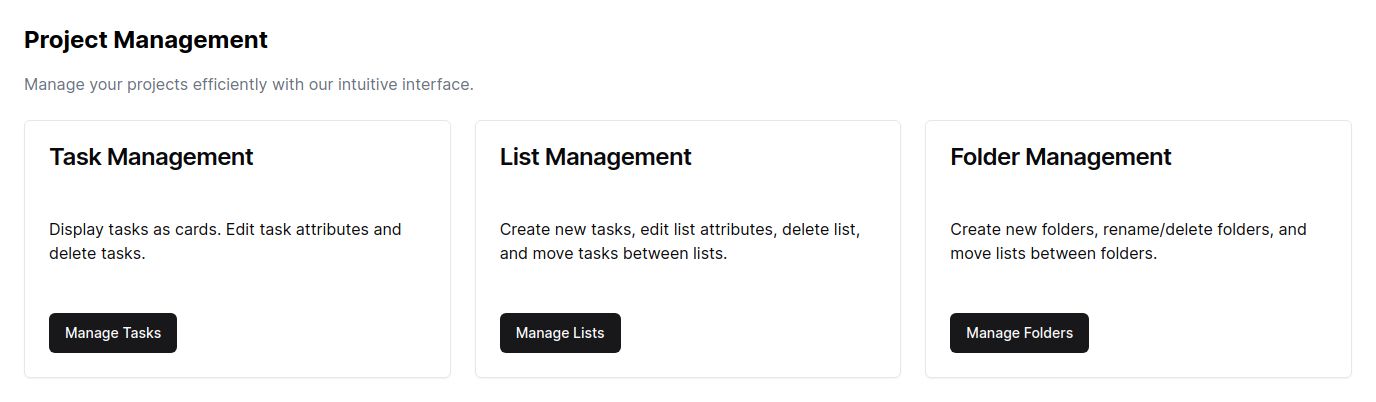 Project Management
Manage your projects efficiently with our intuitive interface.
Task Management
Display tasks as cards. Edit task attributes and
delete tasks.
Manage Tasks
List Management
Create new tasks, edit list attributes, delete list,
and move tasks between lists.
Manage Lists
Folder Management
Create new folders, rename/delete folders, and
move lists between folders.
Manage Folders